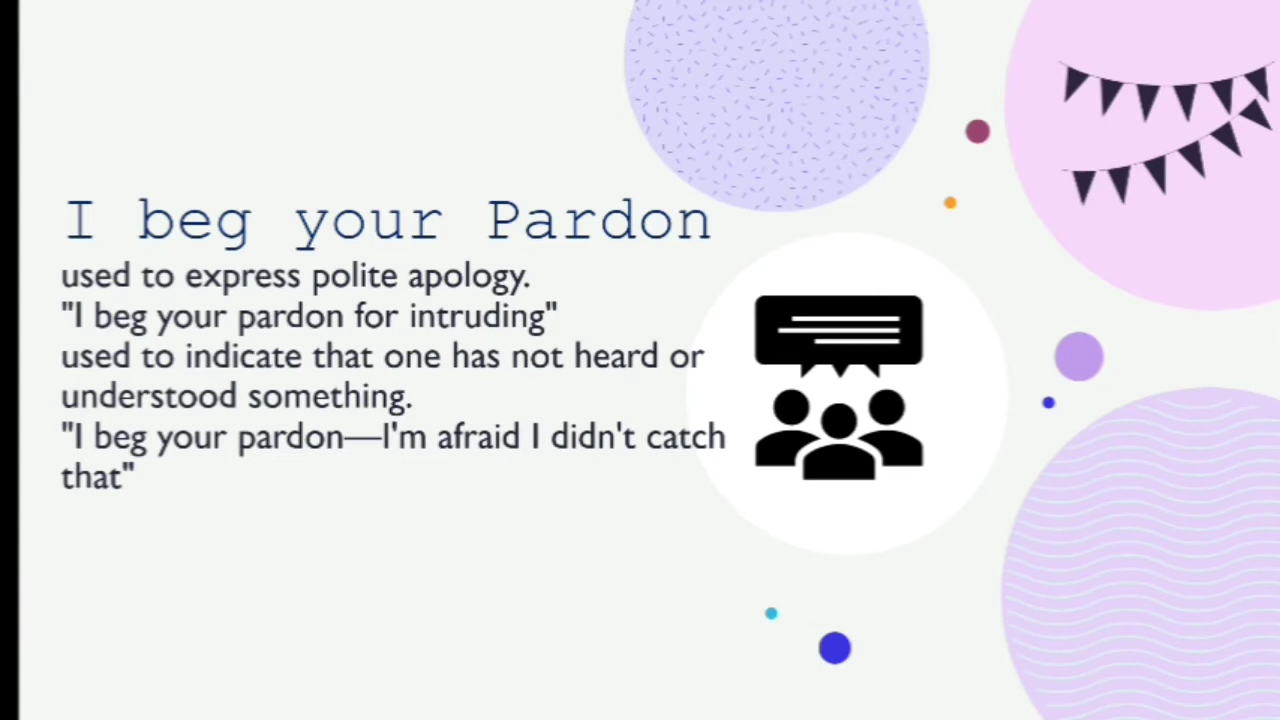 I beg your Pardon
used to express polite apology.
"I beg your pardon for intruding"
used to indicate that one has not heard or
understood something.
"I beg your pardon—I'm afraid I didn't catch
that"